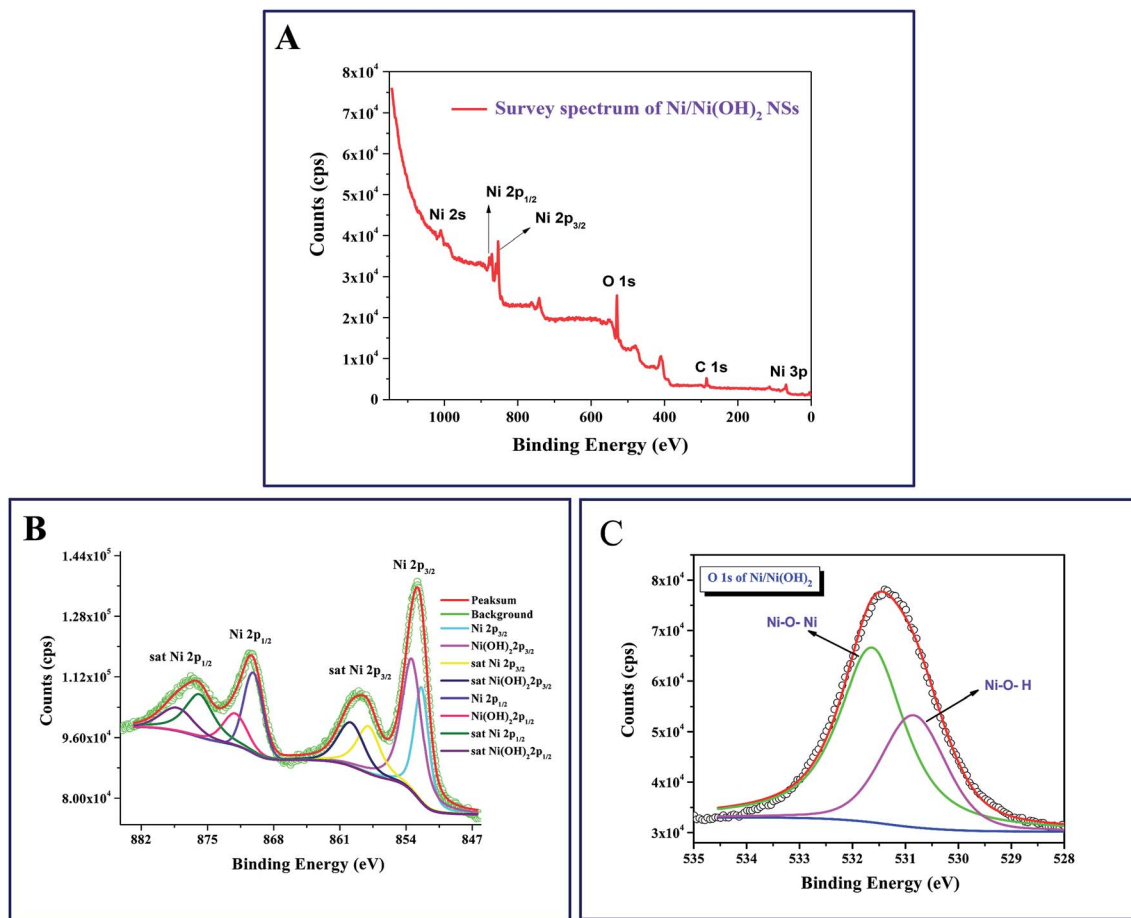 A
8x10⁴
7x10⁴
6x10⁴
5x10⁴
4x10⁴
3x10⁴
2x10⁴
1x10⁴
0
Counts (cps)
Survey spectrum of Ni/Ni(OH)₂ NSs
Ni 2s
Ni 2p₁/₂
Ni 2p₃/₂
O 1s
C 1s
Ni 3p
1000 800 600 400 200 0
Binding Energy (eV)
B
1.44x10⁵
1.28x10⁵
1.12x10⁵
9.60x10⁴
8.00x10⁴
Counts (cps)
sat Ni 2p₁/₂
Ni 2p₁/₂
sat Ni 2p₃/₂
Ni 2p₃/₂
Peaksum
Background
Ni 2p₃/₂
Ni(OH)₂2p₃/₂
sat Ni 2p₃/₂
sat Ni(OH)₂2p₃/₂
Ni 2p₁/₂
Ni(OH)₂2p₁/₂
sat Ni 2p₁/₂
sat Ni(OH)₂2p₁/₂
882 875 868 861 854 847
Binding Energy (eV)
C
8x10⁴
7x10⁴
6x10⁴
5x10⁴
4x10⁴
3x10⁴
Counts (cps)
O 1s of Ni/Ni(OH)₂
Ni-O- Ni
Ni-O- H
535 534 533 532 531 530 529 528
Binding Energy (eV)